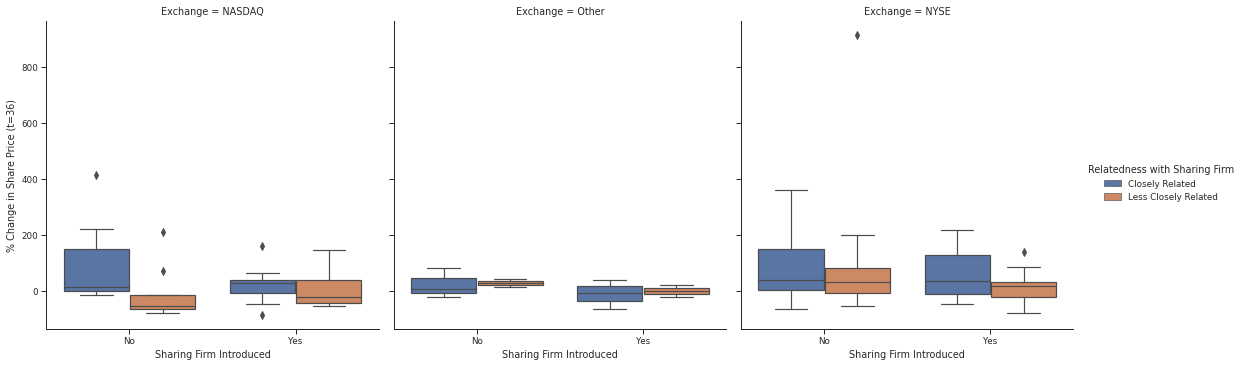 Exchange = NASDAQ
Exchange = Other
Exchange = NYSE
% Change in Share Price (t=36)
800
600
400
200
0
No
Yes
No
Yes
No
Yes
Sharing Firm Introduced
Sharing Firm Introduced
Sharing Firm Introduced
Relatedness with Sharing Firm
Closely Related
Less Closely Related